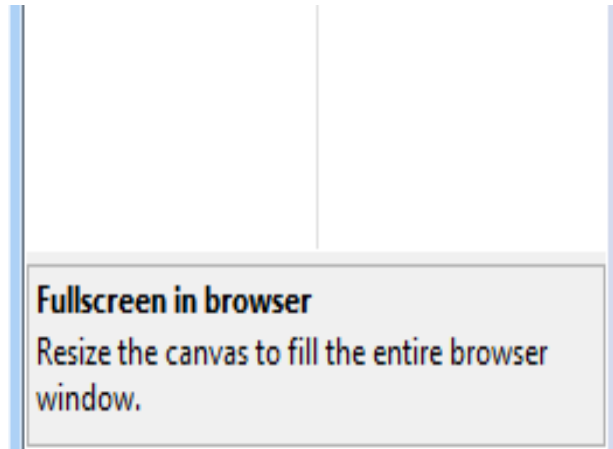 Fullscreen in browser
Resize the canvas to fill the entire browser
window.